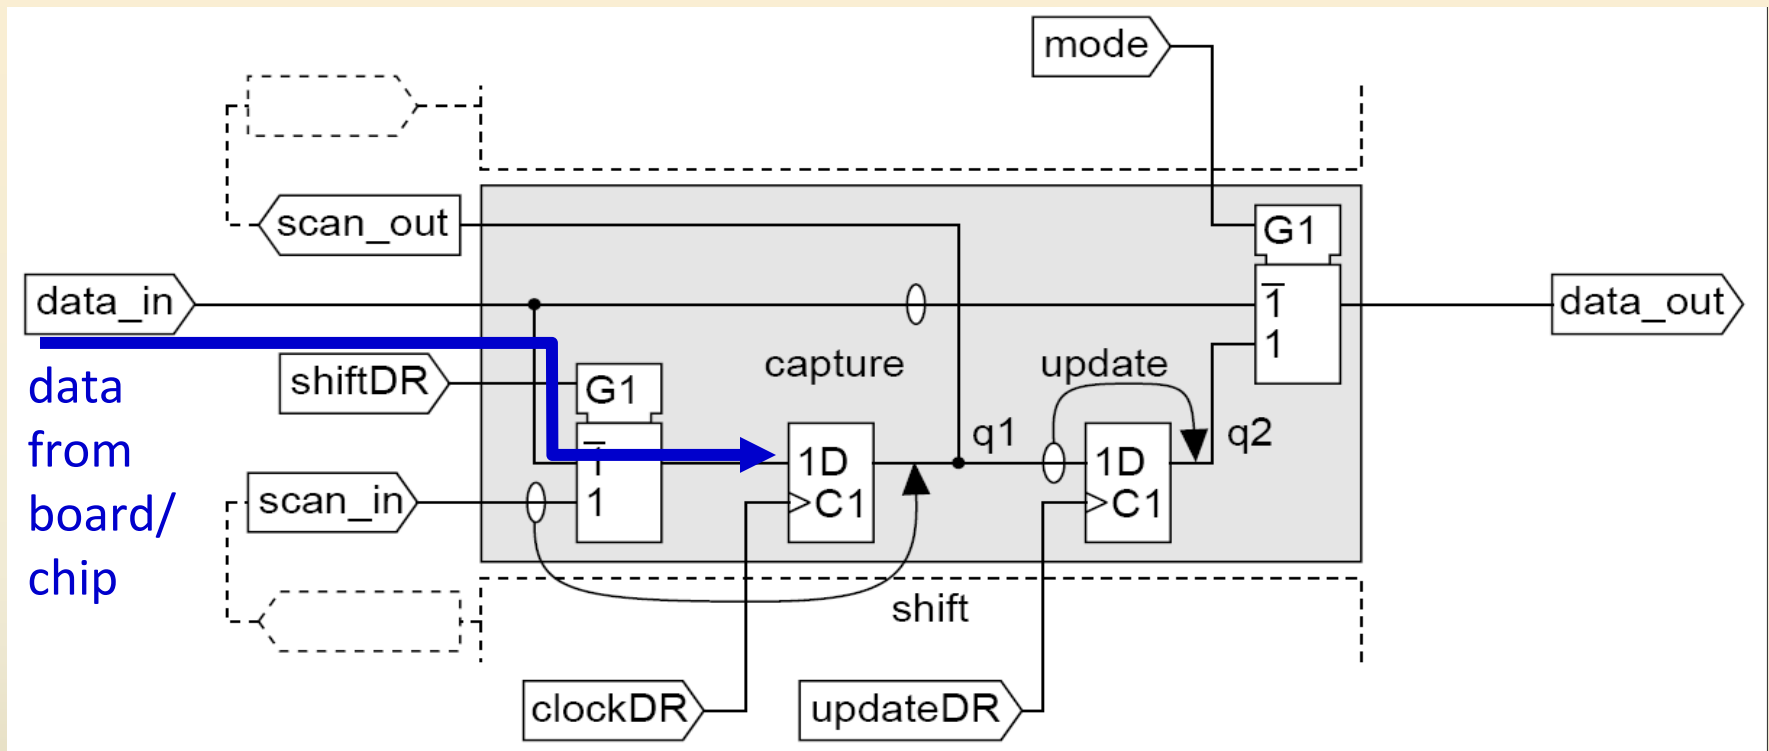 mode
scan_out
G1
data_in
1
data_out
1
capture
update
shiftDR
G1
data
from
board/
chip
q1
q2
1
1D
1D
scan_in
1
C1
C1
shift
clockDR
updateDR